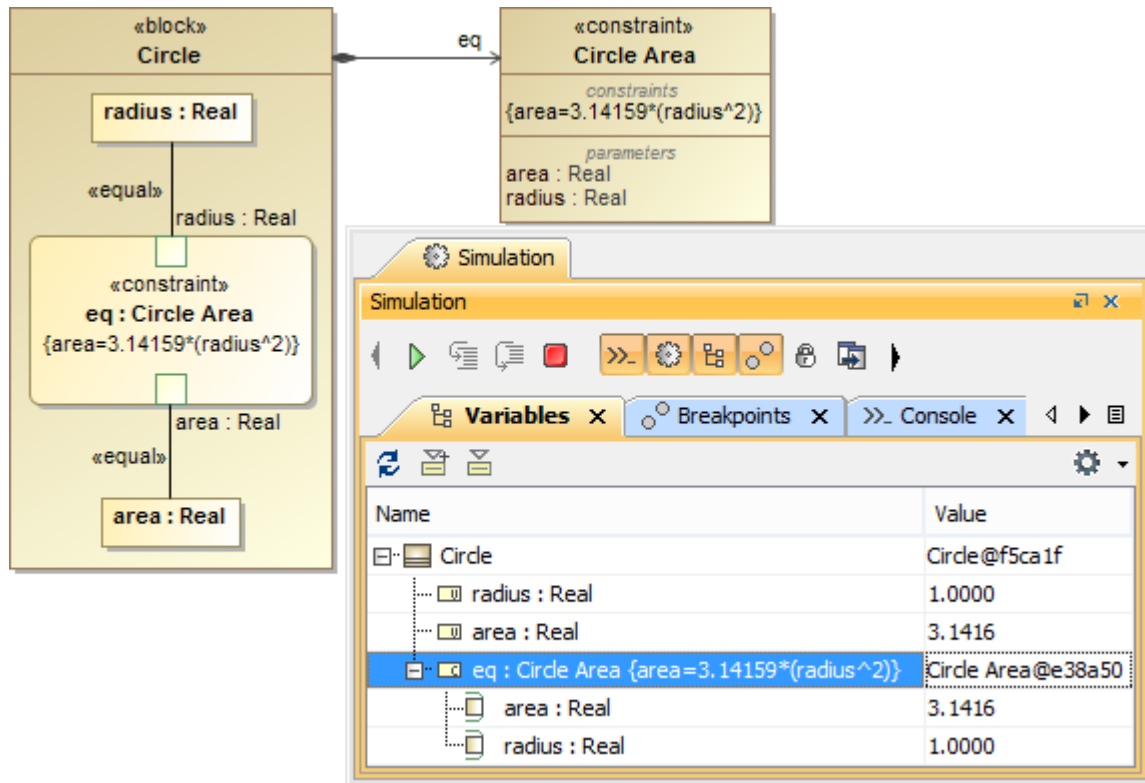 «block»
Circle
radius : Real
«equal»
radius : Real
«constraint»
eq : Circle Area
{area=3.14159*(radius^2)}
area : Real
«equal»
area : Real
eq
«constraint»
Circle Area
constraints
{area=3.14159*(radius^2)}
parameters
area : Real
radius : Real
Simulation
Simulation
Variables
Breakpoints
Console
Name Value
Circle Circle@f5ca1f
radius : Real 1.0000
area : Real 3.1416
eq : Circle Area {area=3.14159*(radius^2)} Circle Area@e38a50
area : Real 3.1416
radius : Real 1.0000